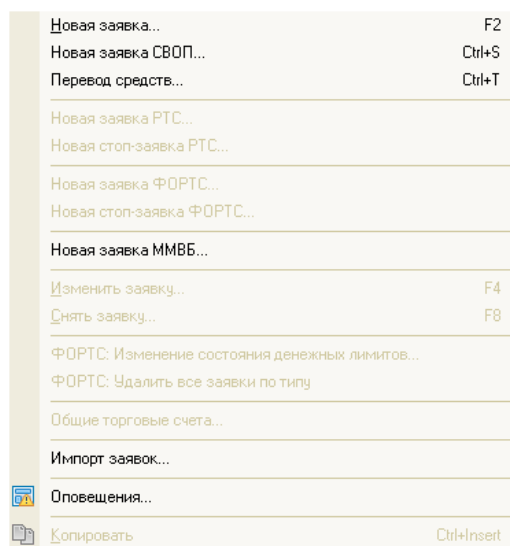 Новая заявка... F2
Новая заявка СВОП... Ctrl+S
Перевод средств... Ctrl+T
Новая заявка РТС...
Новая стоп-заявка РТС...
Новая заявка ФОРТС...
Новая стоп-заявка ФОРТС...
Новая заявка ММВБ...
Изменить заявку... F4
Снять заявку... F8
ФОРТС: Изменение состояния денежных лимитов...
ФОРТС: Удалить все заявки по типу
Общие торговые счета...
Импорт заявок...
Оповещения...
Копировать Ctrl+Insert